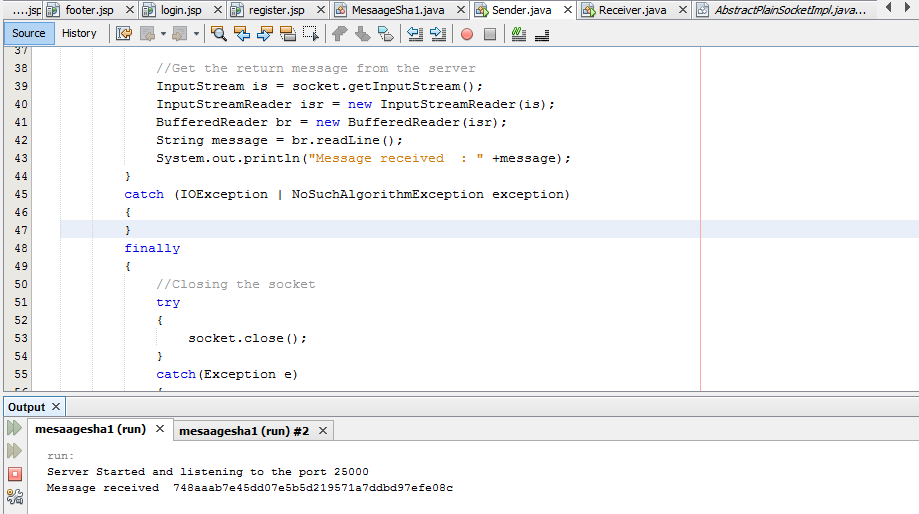 ....jsp footer.jsp login.jsp register.jsp MesaageSha1.java Sender.java Receiver.java AbstractPlainSocketImpl.java...
Source History
37
38 //Get the return message from the server
39 InputStream is = socket.getInputStream();
40 InputStreamReader isr = new InputStreamReader(is);
41 BufferedReader br = new BufferedReader(isr);
42 String message = br.readLine();
43 System.out.println("Message received  : " +message);
44 }
45 catch (IOException | NoSuchAlgorithmException exception)
46 {
47 }
48 finally
49 {
50 //Closing the socket
51 try
52 {
53 socket.close();
54 }
55 catch(Exception e)
56 {
Output
mesaagesha1 (run) mesaagesha1 (run) #2
run:
Server Started and listening to the port 25000
Message received  748aaab7e45dd07e5b5d219571a7ddbd97efe08c